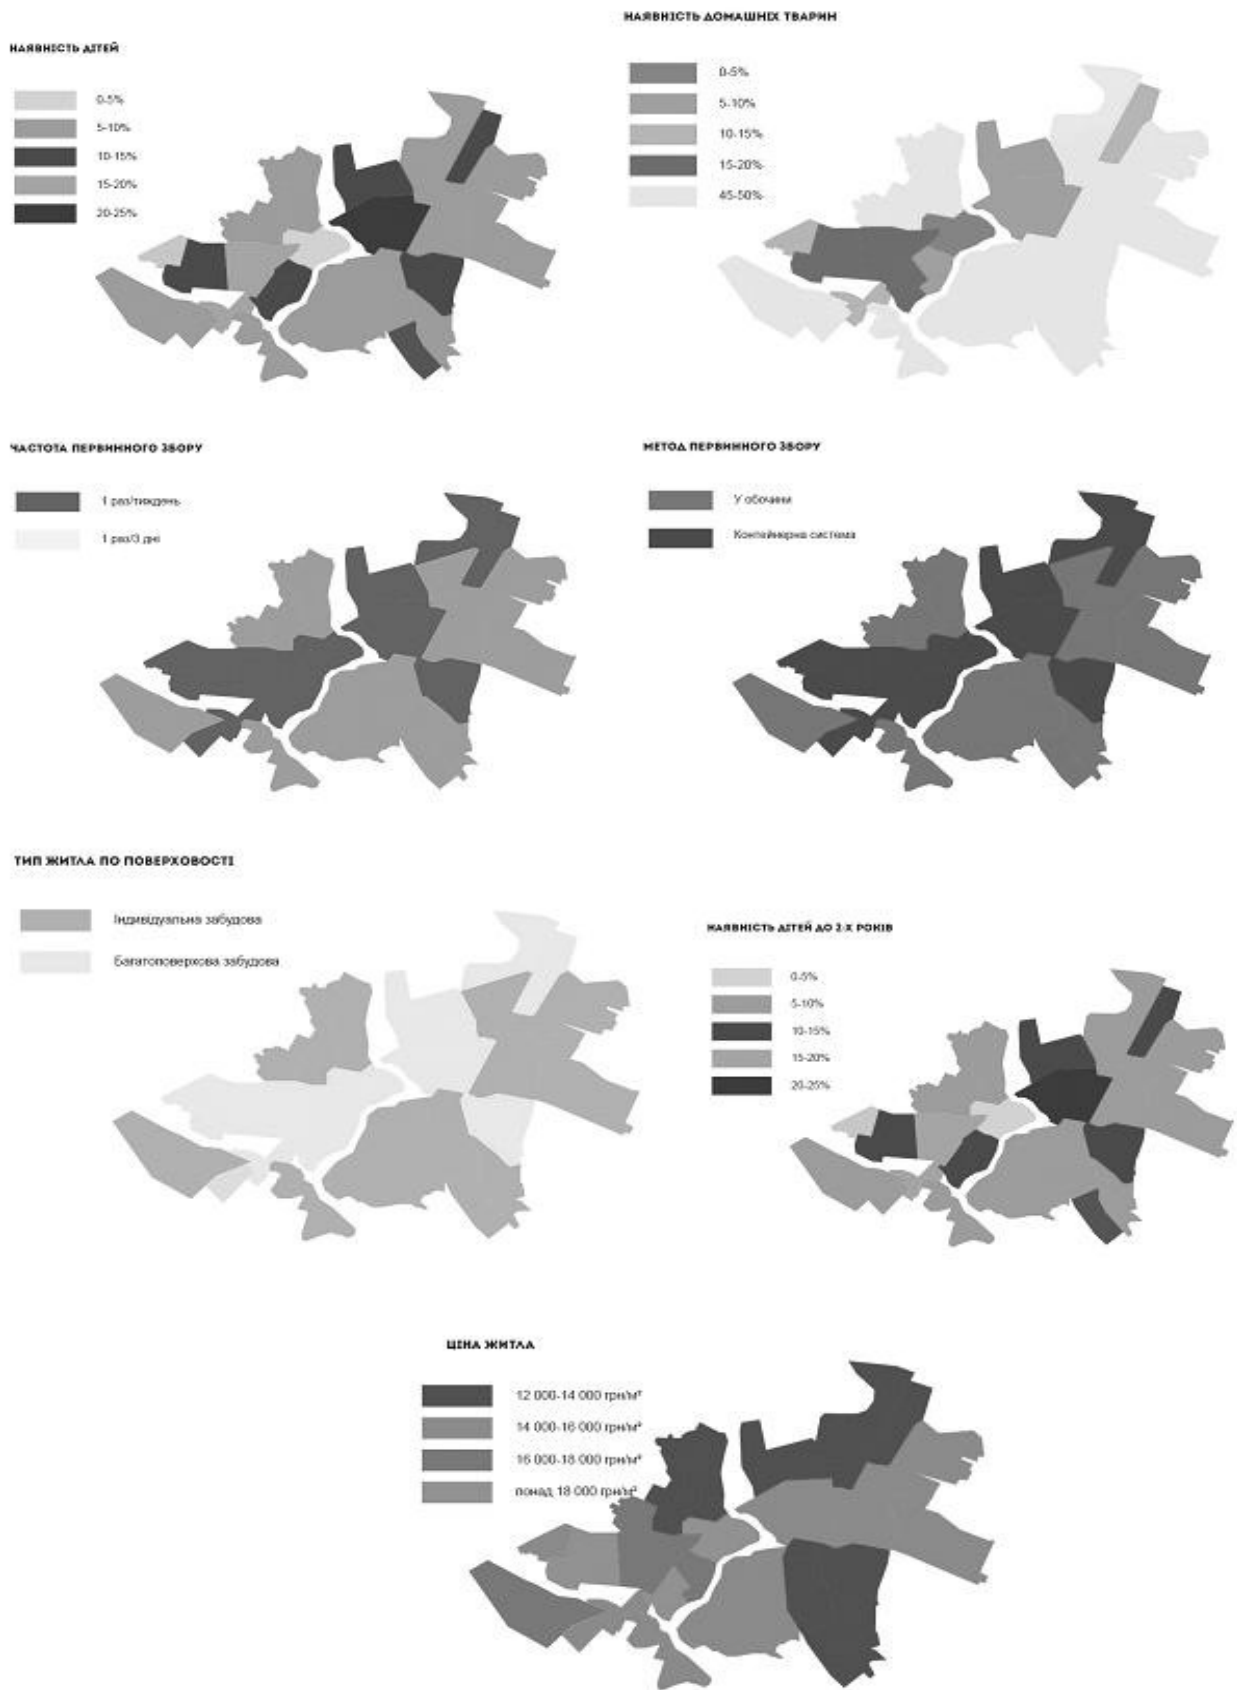 НАЯВНІСТЬ ДОМАШНІХ ТВАРИН
0-5%
5-10%
10-15%
15-20%
45-50%
НАЯВНІСТЬ ДІТЕЙ
0-5%
5-10%
10-15%
15-20%
20-25%
ЧАСТОТА ПЕРВИННОГО ЗБОРУ
1 раз/тиждень
1 раз/3 дні
МЕТОД ПЕРВИННОГО ЗБОРУ
У обочини
Контейнерна система
ТИП ЖИТЛА ПО ПОВЕРХОВОСТІ
Індивідуальна забудова
Багатоповерхова забудова
НАЯВНІСТЬ ДІТЕЙ ДО 2-Х РОКІВ
0-5%
5-10%
10-15%
15-20%
20-25%
ЦІНА ЖИТЛА
12 000-14 000 грн/м²
14 000-16 000 грн/м²
16 000-18 000 грн/м²
понад 18 000 грн/м²